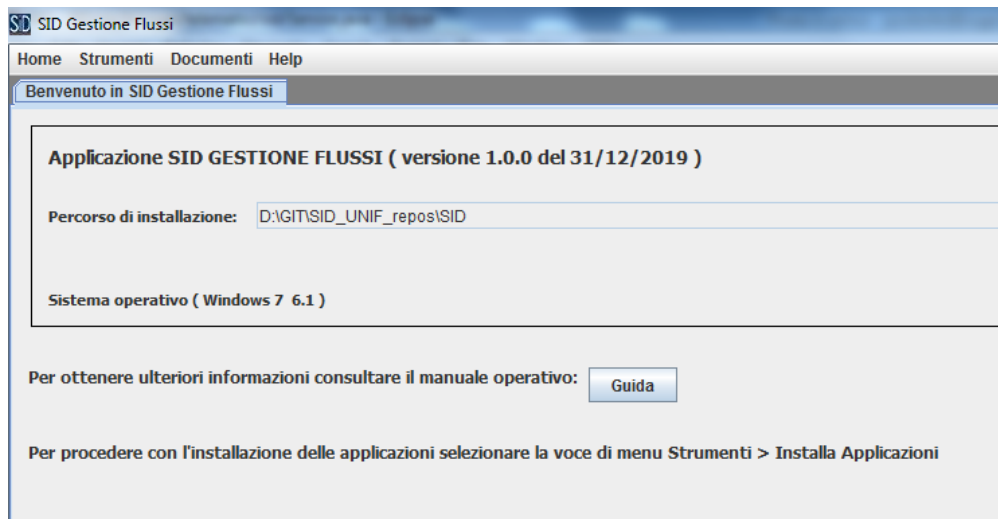 SID SID Gestione Flussi
Home Strumenti Documenti Help
Benvenuto in SID Gestione Flussi
Applicazione SID GESTIONE FLUSSI ( versione 1.0.0 del 31/12/2019 )
Percorso di installazione: D:\GIT\SID_UNIF_repos\SID
Sistema operativo ( Windows 7 6.1 )
Per ottenere ulteriori informazioni consultare il manuale operativo: Guida
Per procedere con l'installazione delle applicazioni selezionare la voce di menu Strumenti > Installa Applicazioni